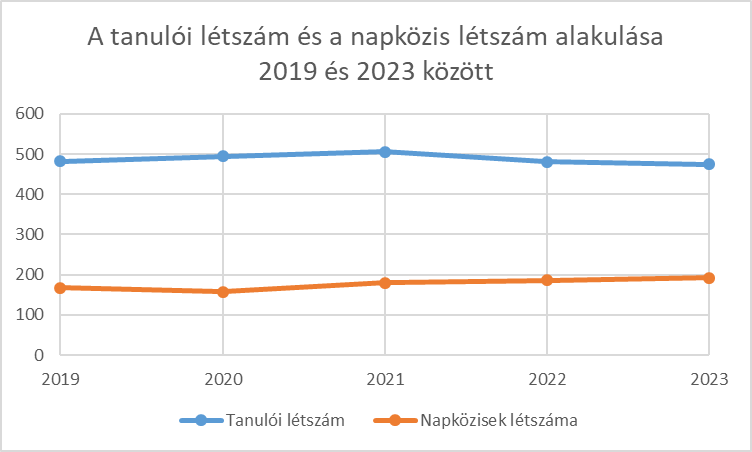 A tanulói létszám és a napközis létszám alakulása
2019 és 2023 között
600
500
400
300
200
100
0
2019 2020 2021 2022 2023
Tanulói létszám Napközisek létszáma